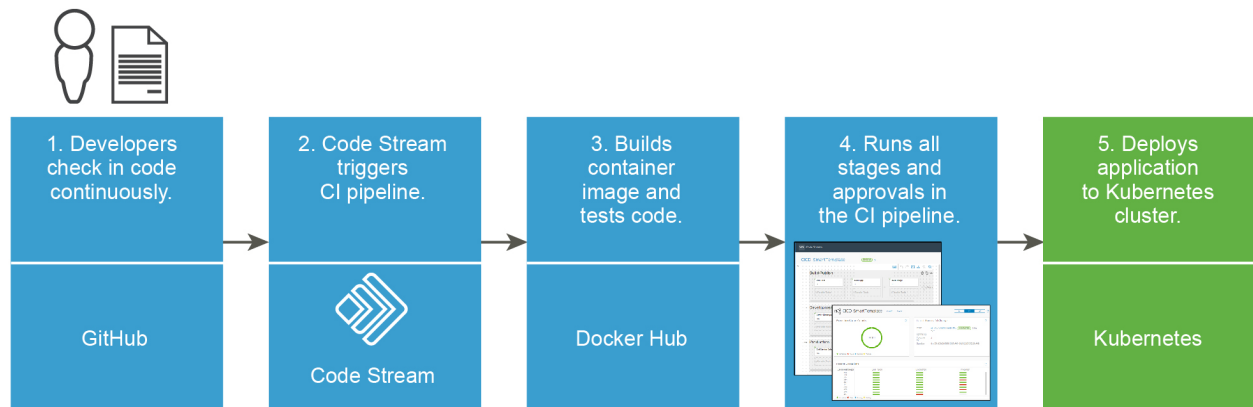 1. Developers
check in code
continuously.
2. Code Stream
triggers
CI pipeline.
3. Builds
container
image and
tests code.
4. Runs all
stages and
approvals in
the CI pipeline.
5. Deploys
application
to Kubernetes
cluster.
GitHub
Code Stream
Docker Hub
Kubernetes